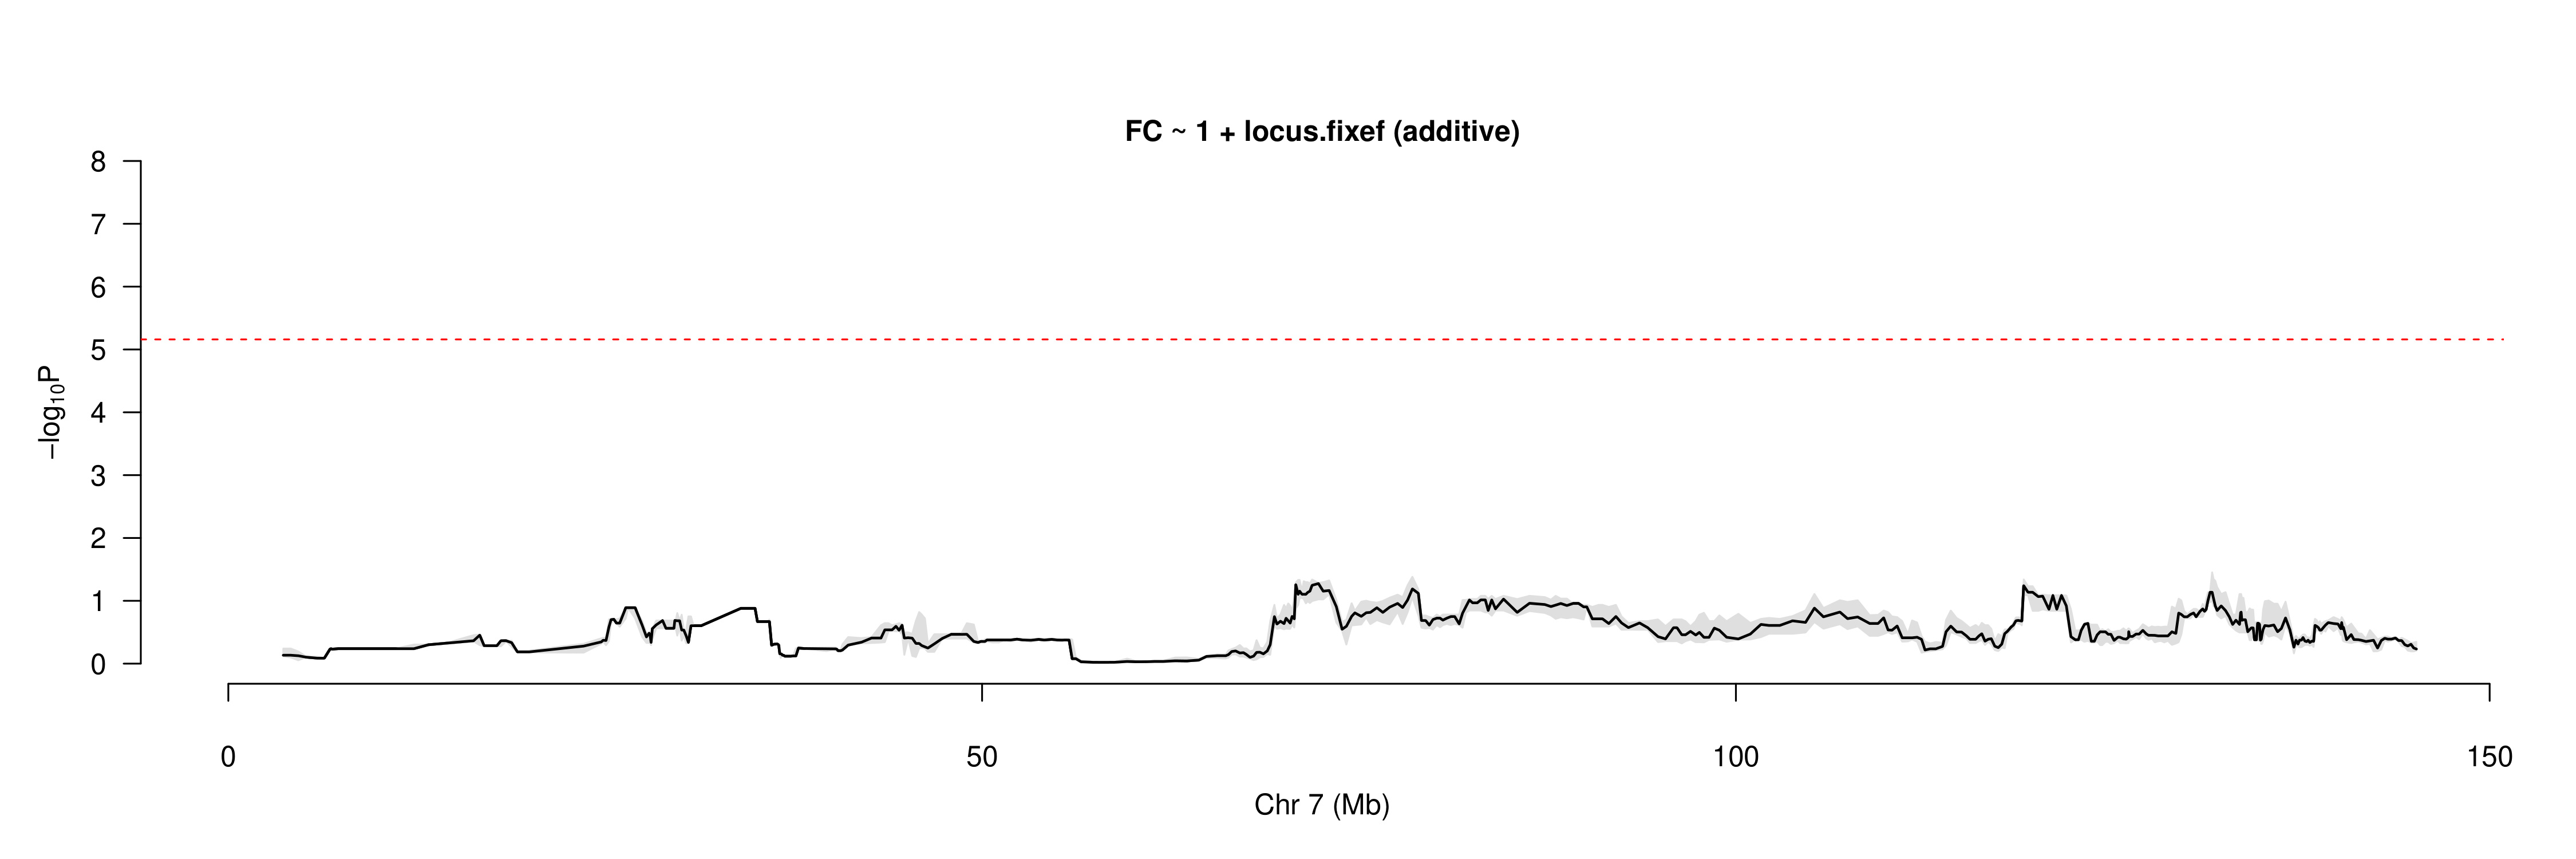 FC ~ 1 + locus.fixef (additive)
8
7
6
5
4
3
2
1
0
−log₁₀P
0 50 100 150
Chr 7 (Mb)